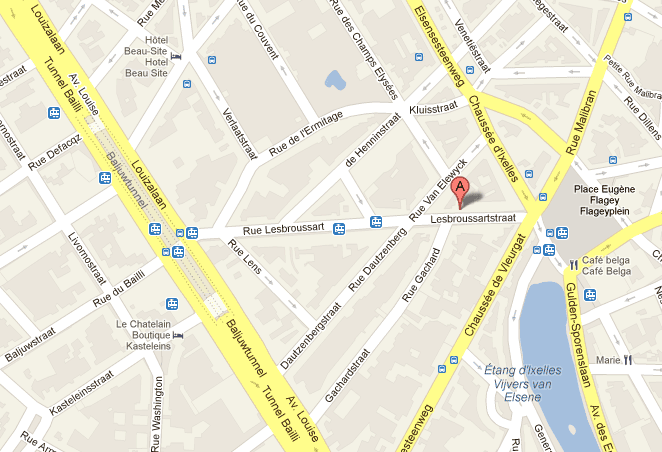 Louizalaan
Tunnel Bailli
Av. Louise
Hôtel
Beau-Site
Hotel
Beau Site
Rue du Couvent
Rue des Champs Elysées
Elsensesteenweg
Venetiëstraat
Petite Rue Malibran
Rue Malibran
Rue Dillens
Kluisstraat
Chaussée d'Ixelles
Verlaatstraat
Rue de l'Ermitage
de Henninstraat
Rue Defacqz
Baljuwtunnel
Louizalaan
Livornostraat
Rue Van Elewyck
A
Place Eugène
Flagey
Flageyplein
Lesbroussartstraat
Rue Lesbroussart
Rue Lens
Rue Dautzenberg
Rue Gachard
Chaussée de Vleurgat
Café belga
Café Belga
Rue du Bailli
Gulden-Sporenslaan
Le Chatelain
Boutique
Kasteleins
Baljuwstraat
Baljuwtunnel
Dautzenbergstraat
Gachardstraat
Étang d'Ixelles
Vijvers van
Elsene
Marie
Kasteleinsstraat
Rue Washington
Tunnel Bailli
Av. Louise
Av. des E